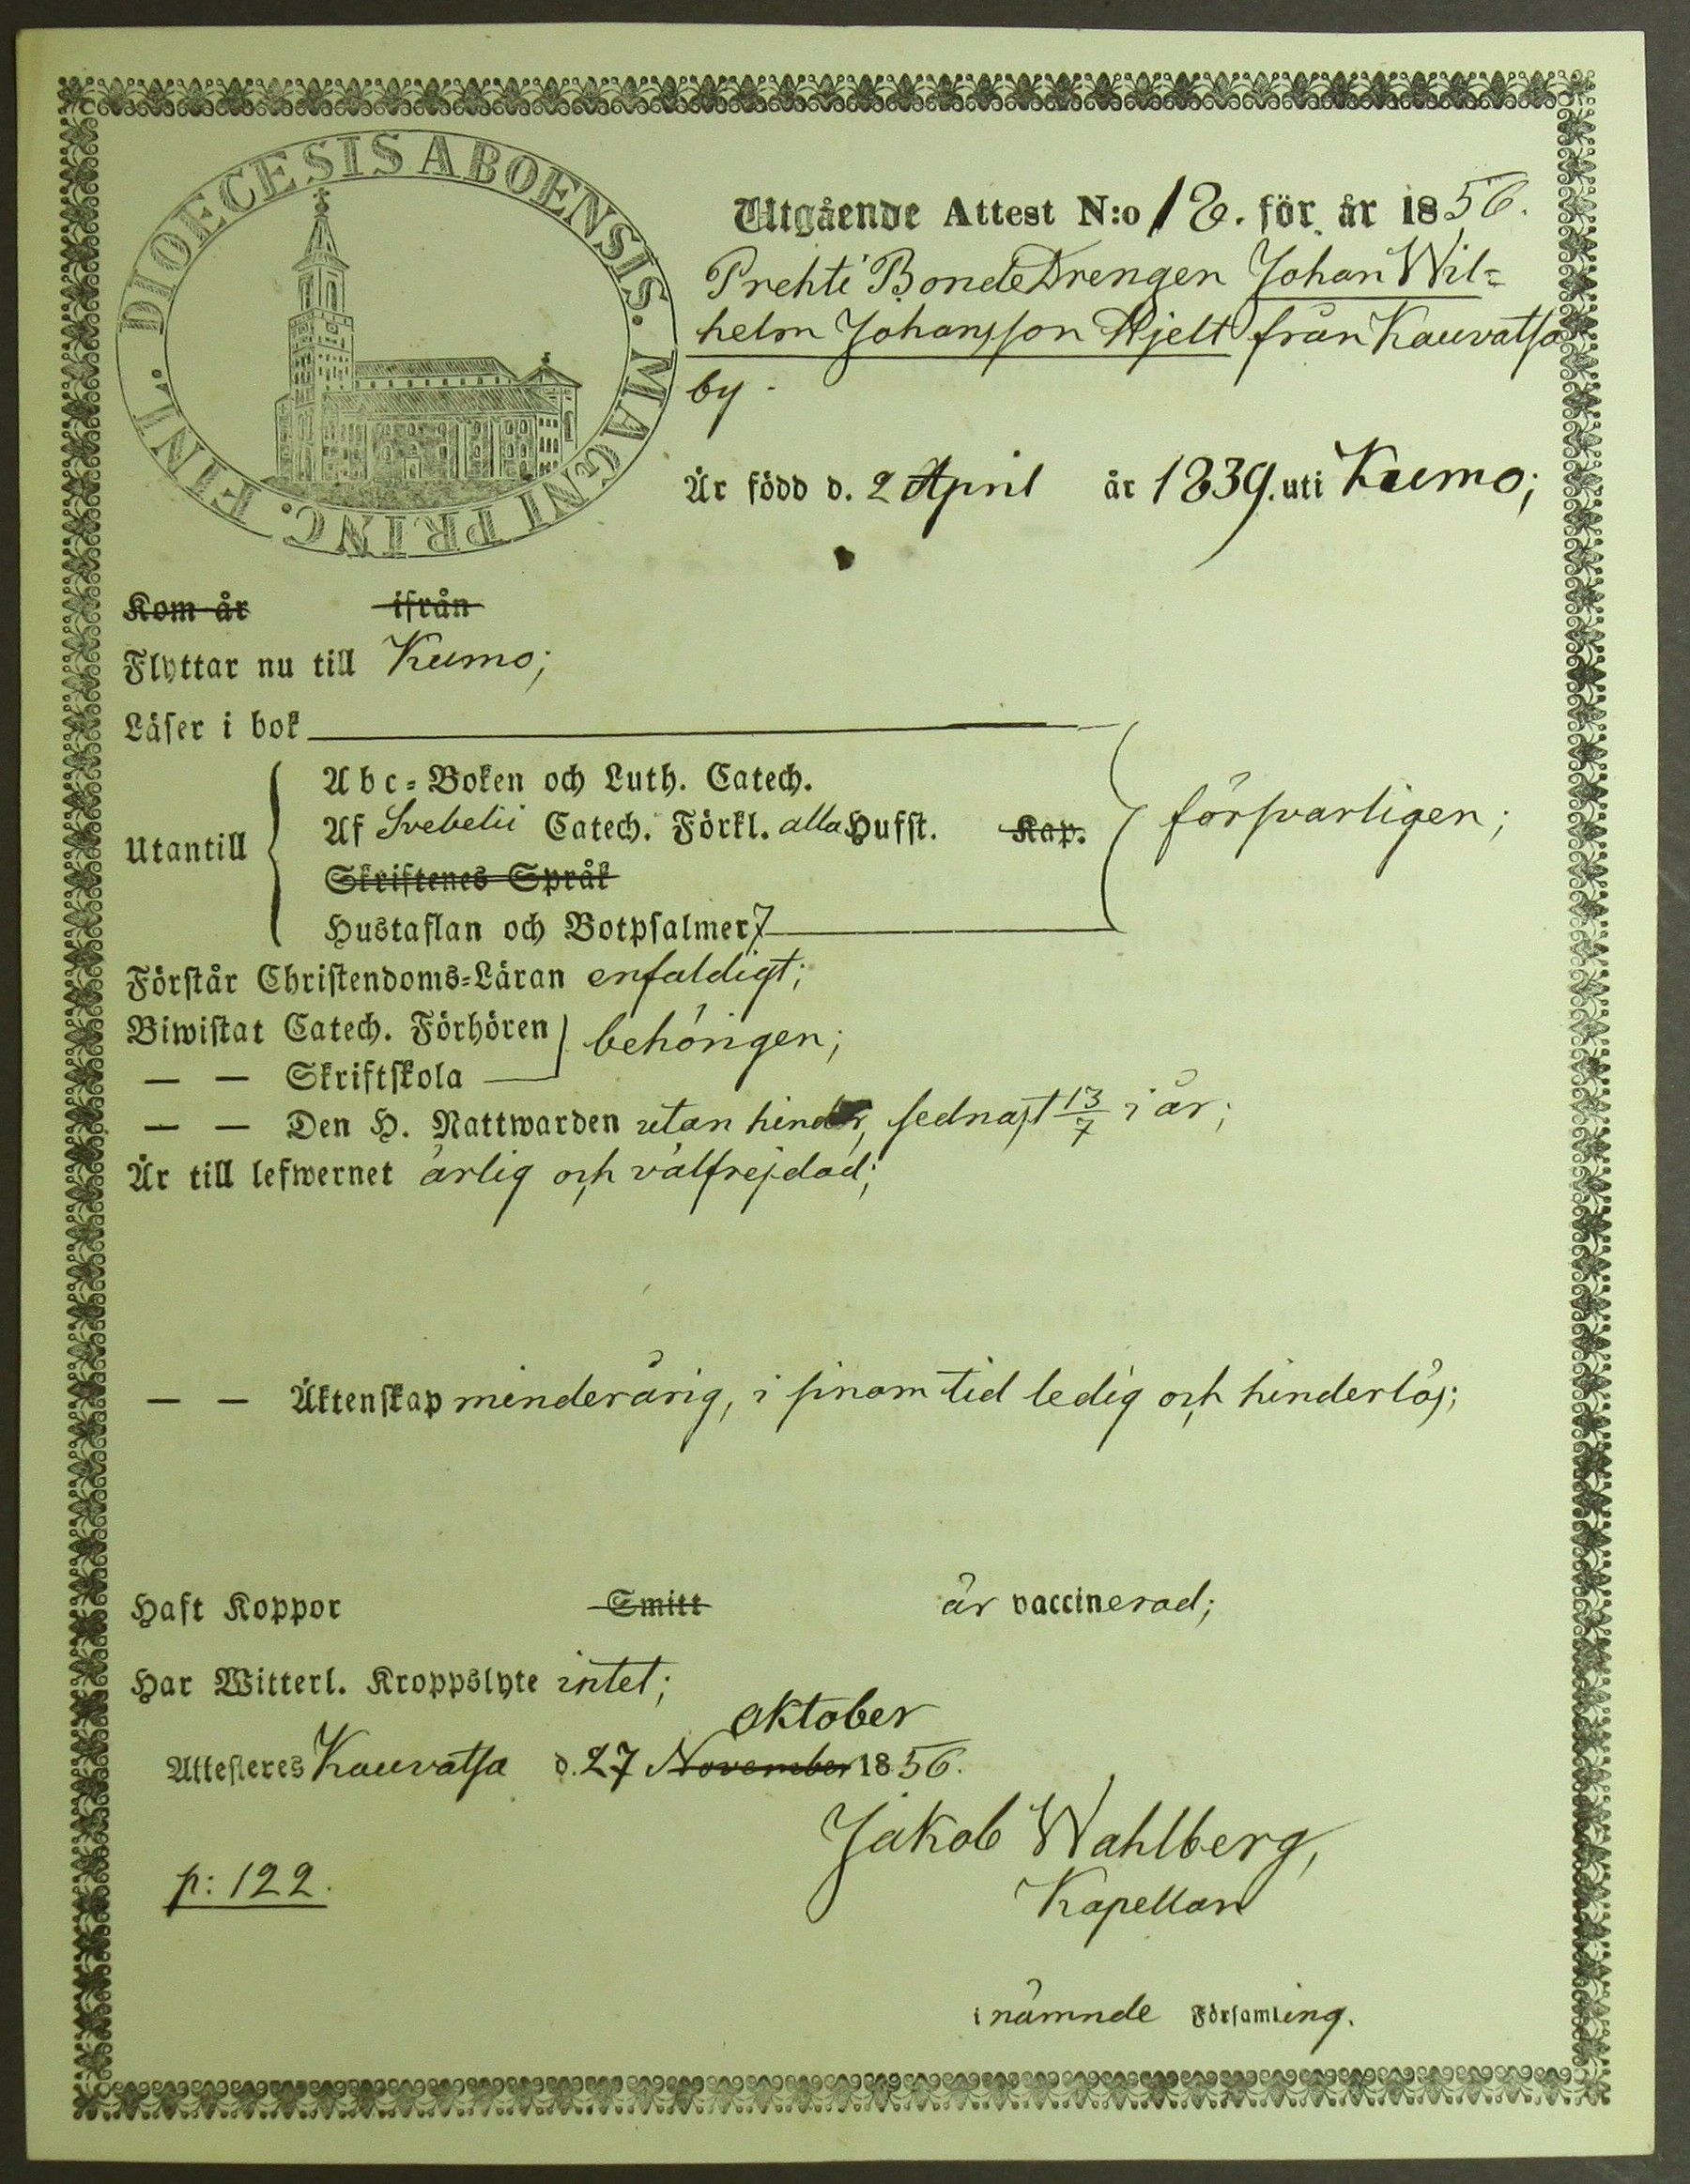 DIOECESIS ABOENSIS. MAGNI PRINC. FINL.
Utgående Attest N:o 18. för år 1856.
Prehti BondeDrengen Johan Wil=
helm Johansson Hjelt från Kauvatsa
by.
Är född d. 2 April år 1839. uti Kumo;
Kom år ifrån
Flyttar nu till Kumo;
Läser i bok
Abc=Boken och Luth. Catech.
Utantill
Af Svebelii Catech. Förkl. alla Hufst. Kap.
försvarligen;
Skriftenes Språk
Hustaflan och Botpsalmer 7
Förstår Christendoms=Läran enfaldigt;
Biwistat Catech. Förhören
behörigen;
— — Skriftskola
— — Den H. Nattwarden utan hinder, sednast 13/7 i år;
Är till lefwernet ärlig och välfrejdad;
— — Äktenskap minderårig, i sinom tid ledig och hinderlös;
Haft Koppor Smitt är vaccinerad;
Har Witterl. Kroppslyte intet;
oktober
Attesteres Kauvatsa d. 27 November 1856.
Jakob Wahlberg,
p: 122.
Kapellan
i nämnde Församling.